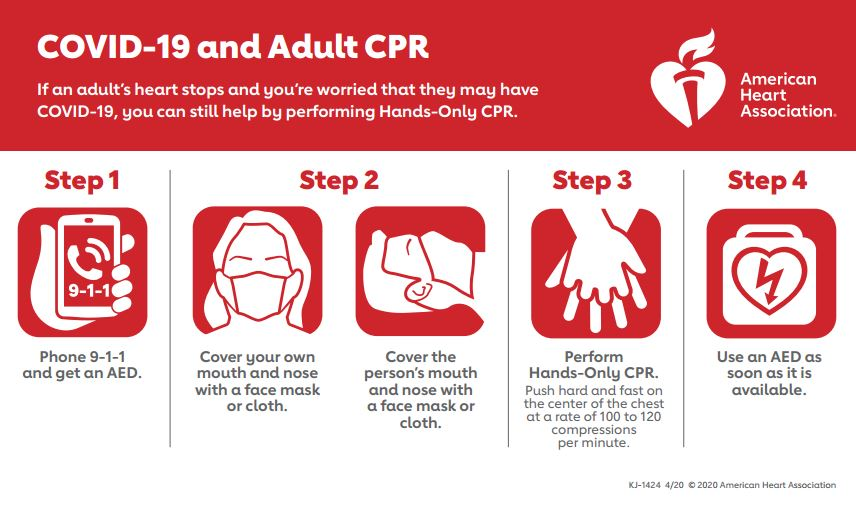 COVID-19 and Adult CPR
If an adult's heart stops and you're worried that they may have
COVID-19, you can still help by performing Hands-Only CPR.
American
Heart
Association.
Step 1
9-1-1
Phone 9-1-1
and get an AED.
Step 2
Cover your own
mouth and nose
with a face mask
or cloth.
Cover the
person's mouth
and nose with
a face mask or
cloth.
Step 3
Perform
Hands-Only CPR.
Push hard and fast on
the center of the chest
at a rate of 100 to 120
compressions
per minute.
Step 4
Use an AED as
soon as it is
available.
KJ-1424 4/20 © 2020 American Heart Association